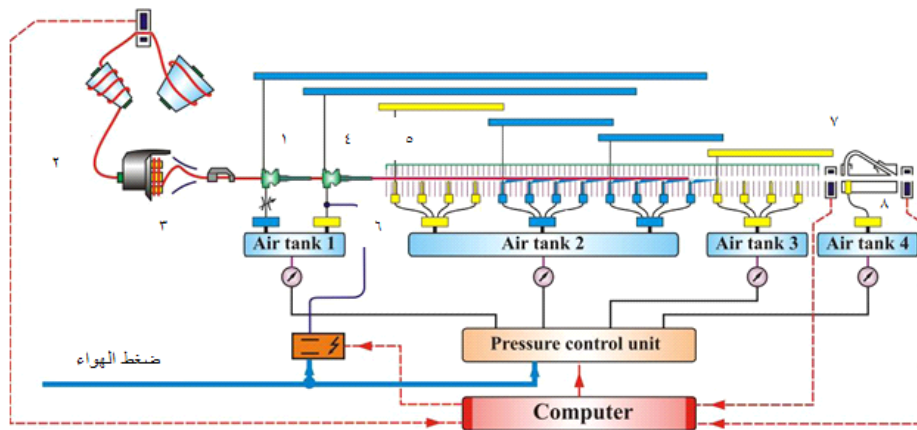 ٧
١
٤
٥
٢
٣
٦
٨
Air tank 1
Air tank 2
Air tank 3
Air tank 4
Pressure control unit
ضغط الهواء
Computer